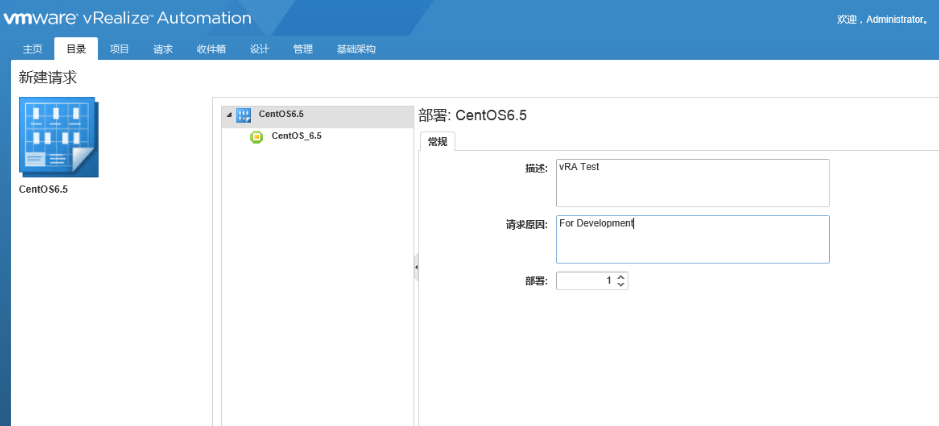 vmware® vRealize™ Automation
欢迎，Administrator。
主页 目录 项目 请求 收件箱 设计 管理 基础架构
新建请求
CentOS6.5
CentOS6.5
CentOS_6.5
部署: CentOS6.5
常规
描述: vRA Test
请求原因: For Development
部署: 1